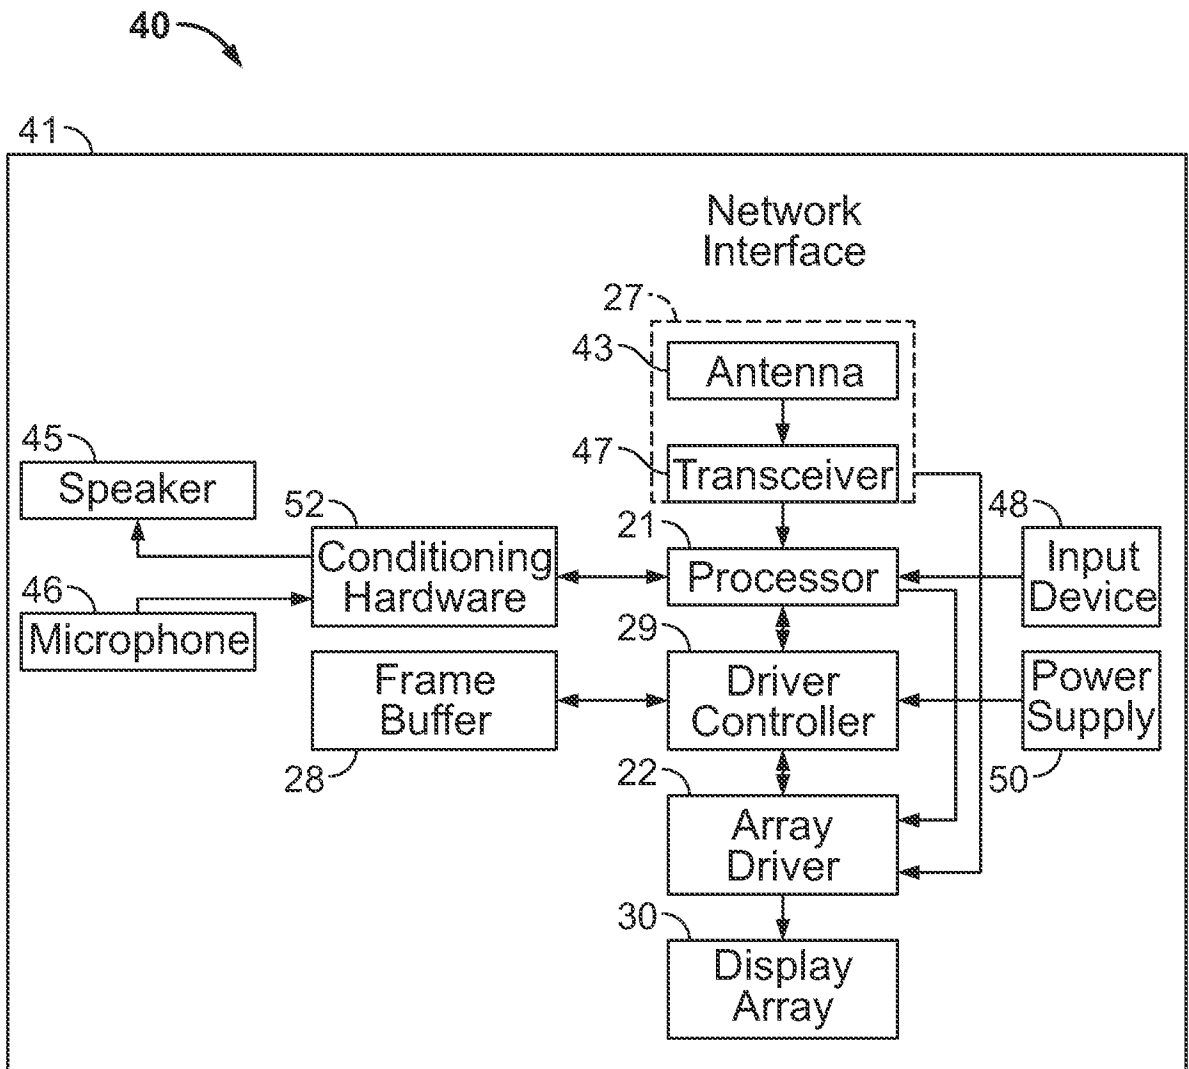 40
41
Network
Interface
27
43
Antenna
45
47
Transceiver
Speaker
52
21
48
Conditioning
Hardware
Processor
Input
Device
46
Microphone
29
Frame
Buffer
Driver
Controller
Power
Supply
28
22
50
Array
Driver
30
Display
Array